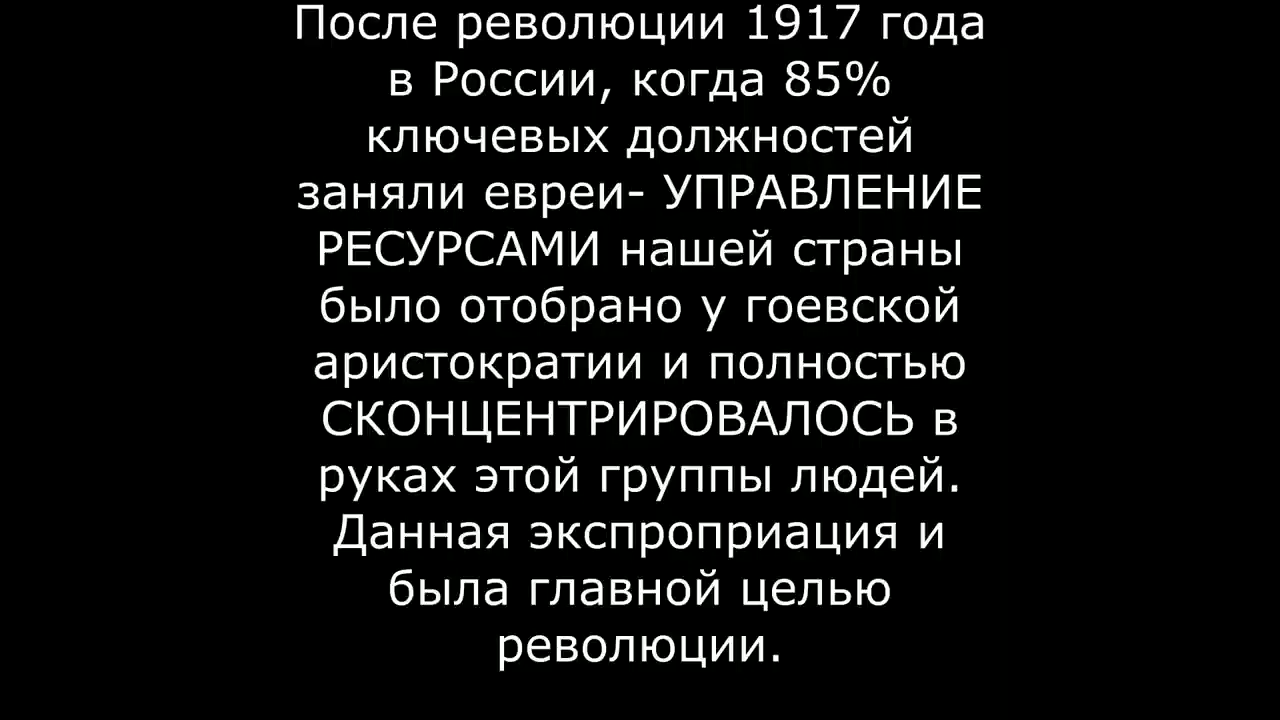 После революции 1917 года
в России, когда 85%
ключевых должностей
заняли евреи- УПРАВЛЕНИЕ
РЕСУРСАМИ нашей страны
было отобрано у гоевской
аристократии и полностью
СКОНЦЕНТРИРОВАЛОСЬ в
руках этой группы людей.
Данная экспроприация и
была главной целью
революции.